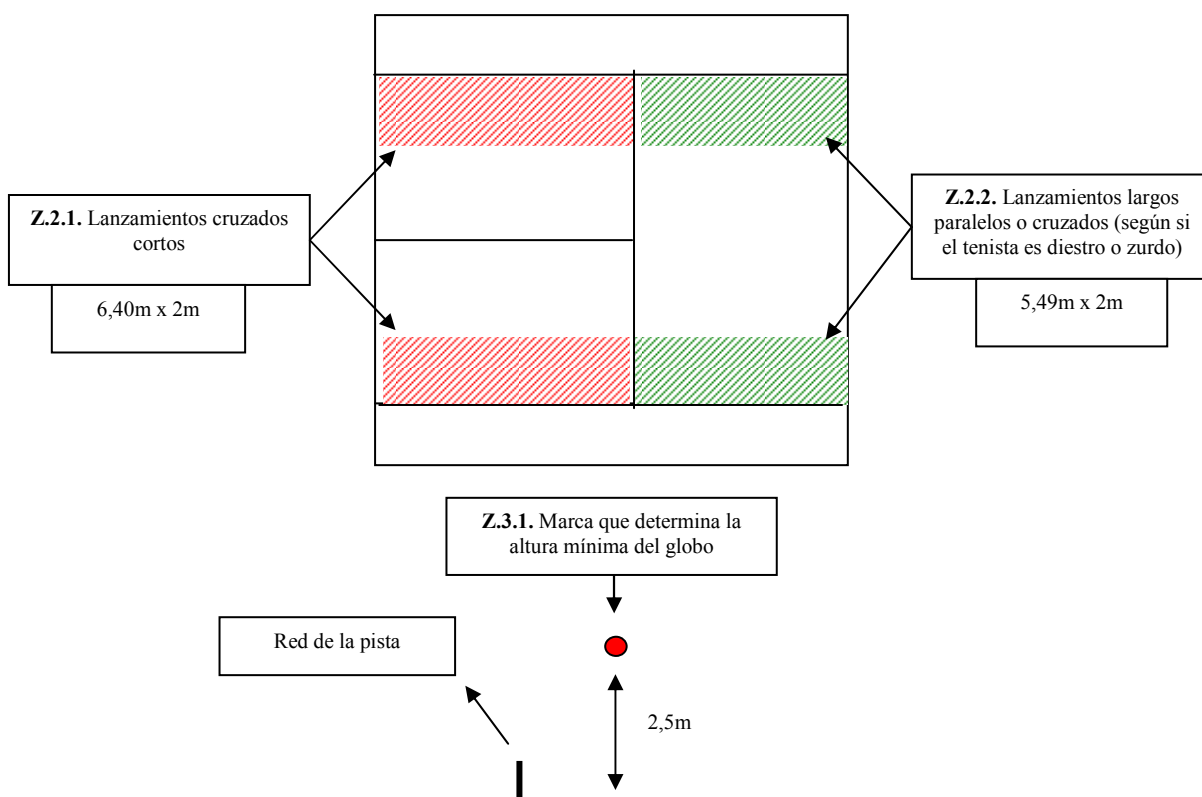 Z.2.1. Lanzamientos cruzados
cortos
6,40m x 2m
Z.2.2. Lanzamientos largos
paralelos o cruzados (según si
el tenista es diestro o zurdo)
5,49m x 2m
Z.3.1. Marca que determina la
altura mínima del globo
Red de la pista
2,5m